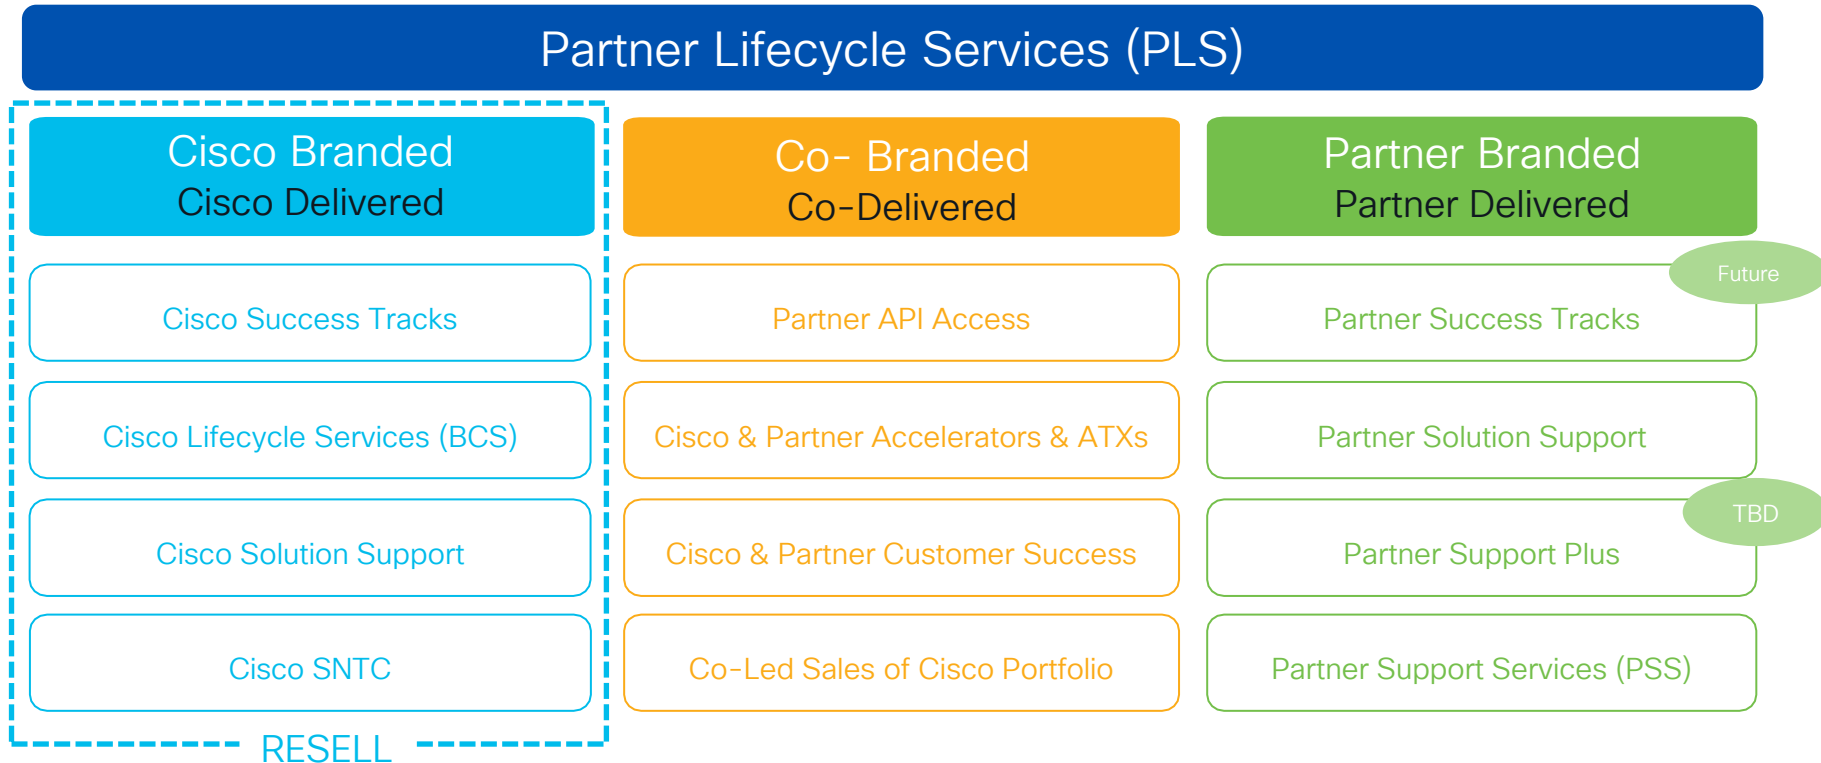 Partner Lifecycle Services (PLS)
Cisco Branded
Cisco Delivered
Cisco Success Tracks
Cisco Lifecycle Services (BCS)
Cisco Solution Support
Cisco SNTC
RESELL
Co- Branded
Co-Delivered
Partner API Access
Cisco & Partner Accelerators & ATXs
Cisco & Partner Customer Success
Co-Led Sales of Cisco Portfolio
Partner Branded
Partner Delivered
Future
Partner Success Tracks
Partner Solution Support
TBD
Partner Support Plus
Partner Support Services (PSS)